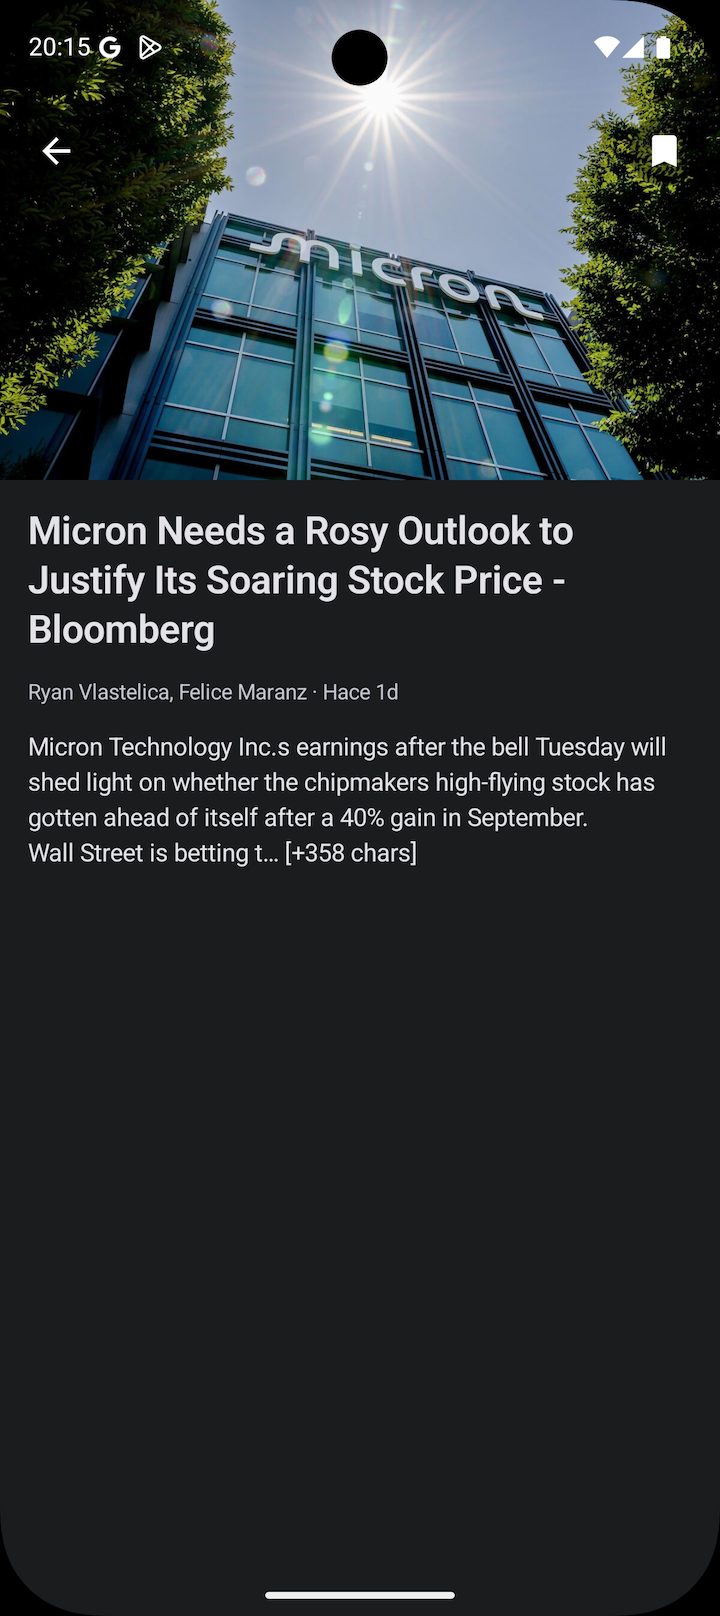 20:15
micron
Micron Needs a Rosy Outlook to
Justify Its Soaring Stock Price -
Bloomberg
Ryan Vlastelica, Felice Maranz · Hace 1d
Micron Technology Inc.s earnings after the bell Tuesday will
shed light on whether the chipmakers high-flying stock has
gotten ahead of itself after a 40% gain in September.
Wall Street is betting t… [+358 chars]